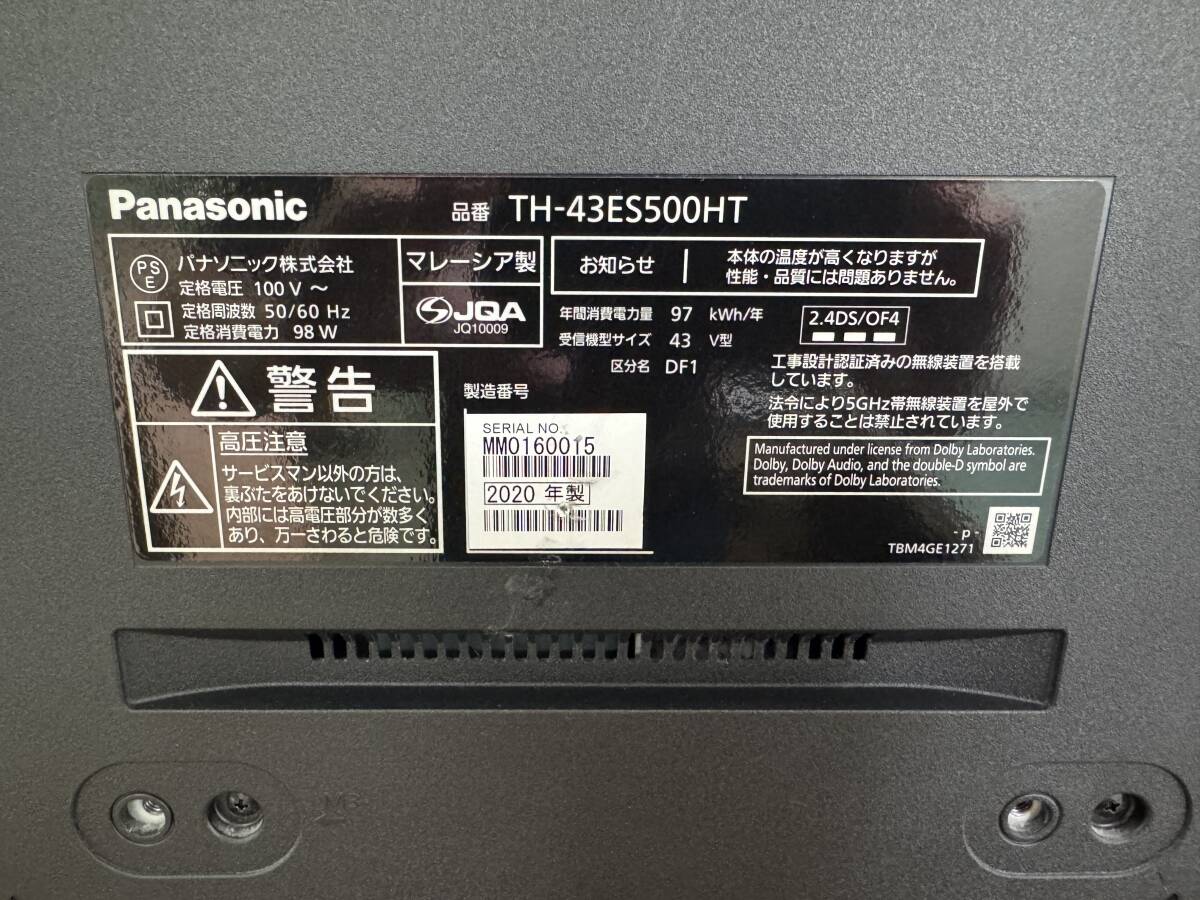 Panasonic
品番 TH-43ES500HT
PS
E
パナソニック株式会社
定格電圧 100 V ～
定格周波数 50/60 Hz
定格消費電力 98 W
マレーシア製
JQA
JQ10009
お知らせ
本体の温度が高くなりますが
性能・品質には問題ありません。
年間消費電力量 97 kWh/年
受信機型サイズ 43 V型
区分名 DF1
2.4DS/OF4
工事設計認証済みの無線装置を搭載
しています。
法令により5GHz帯無線装置を屋外で
使用することは禁止されています。
警告
高圧注意
サービスマン以外の方は、
裏ぶたをあけないでください。
内部には高電圧部分が数多く
あり、万一さわると危険です。
製造番号
SERIAL NO.
MM0160015
2020 年製
Manufactured under license from Dolby Laboratories.
Dolby, Dolby Audio, and the double-D symbol are
trademarks of Dolby Laboratories.
- p -
TBM4GE1271